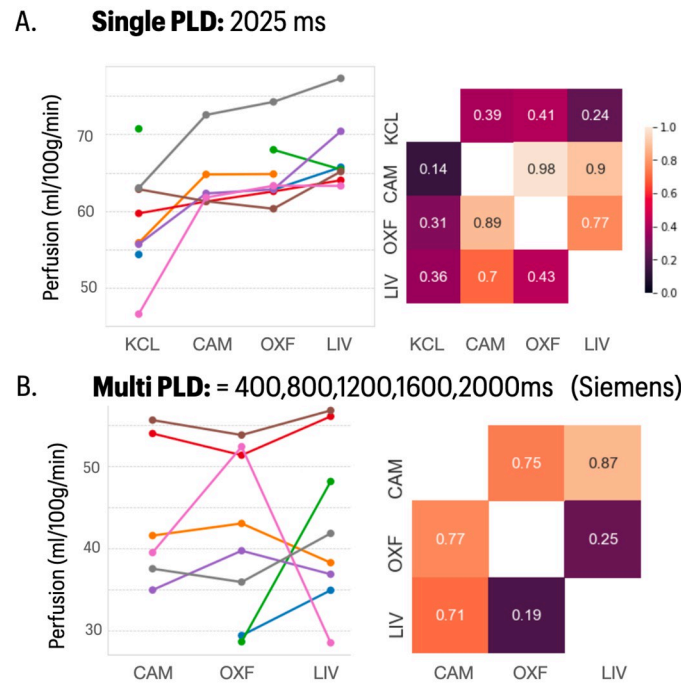 A. Single PLD: 2025 ms
Perfusion (ml/100g/min)
70
60
50
KCL CAM OXF LIV
KCL 0.39 0.41 0.24
CAM 0.14 0.98 0.9
OXF 0.31 0.89 0.77
LIV 0.36 0.7 0.43
KCL CAM OXF LIV
1.0
0.8
0.6
0.4
0.2
0.0
B. Multi PLD: = 400,800,1200,1600,2000ms (Siemens)
Perfusion (ml/100g/min)
50
40
30
CAM OXF LIV
CAM 0.75 0.87
OXF 0.77 0.25
LIV 0.71 0.19
CAM OXF LIV